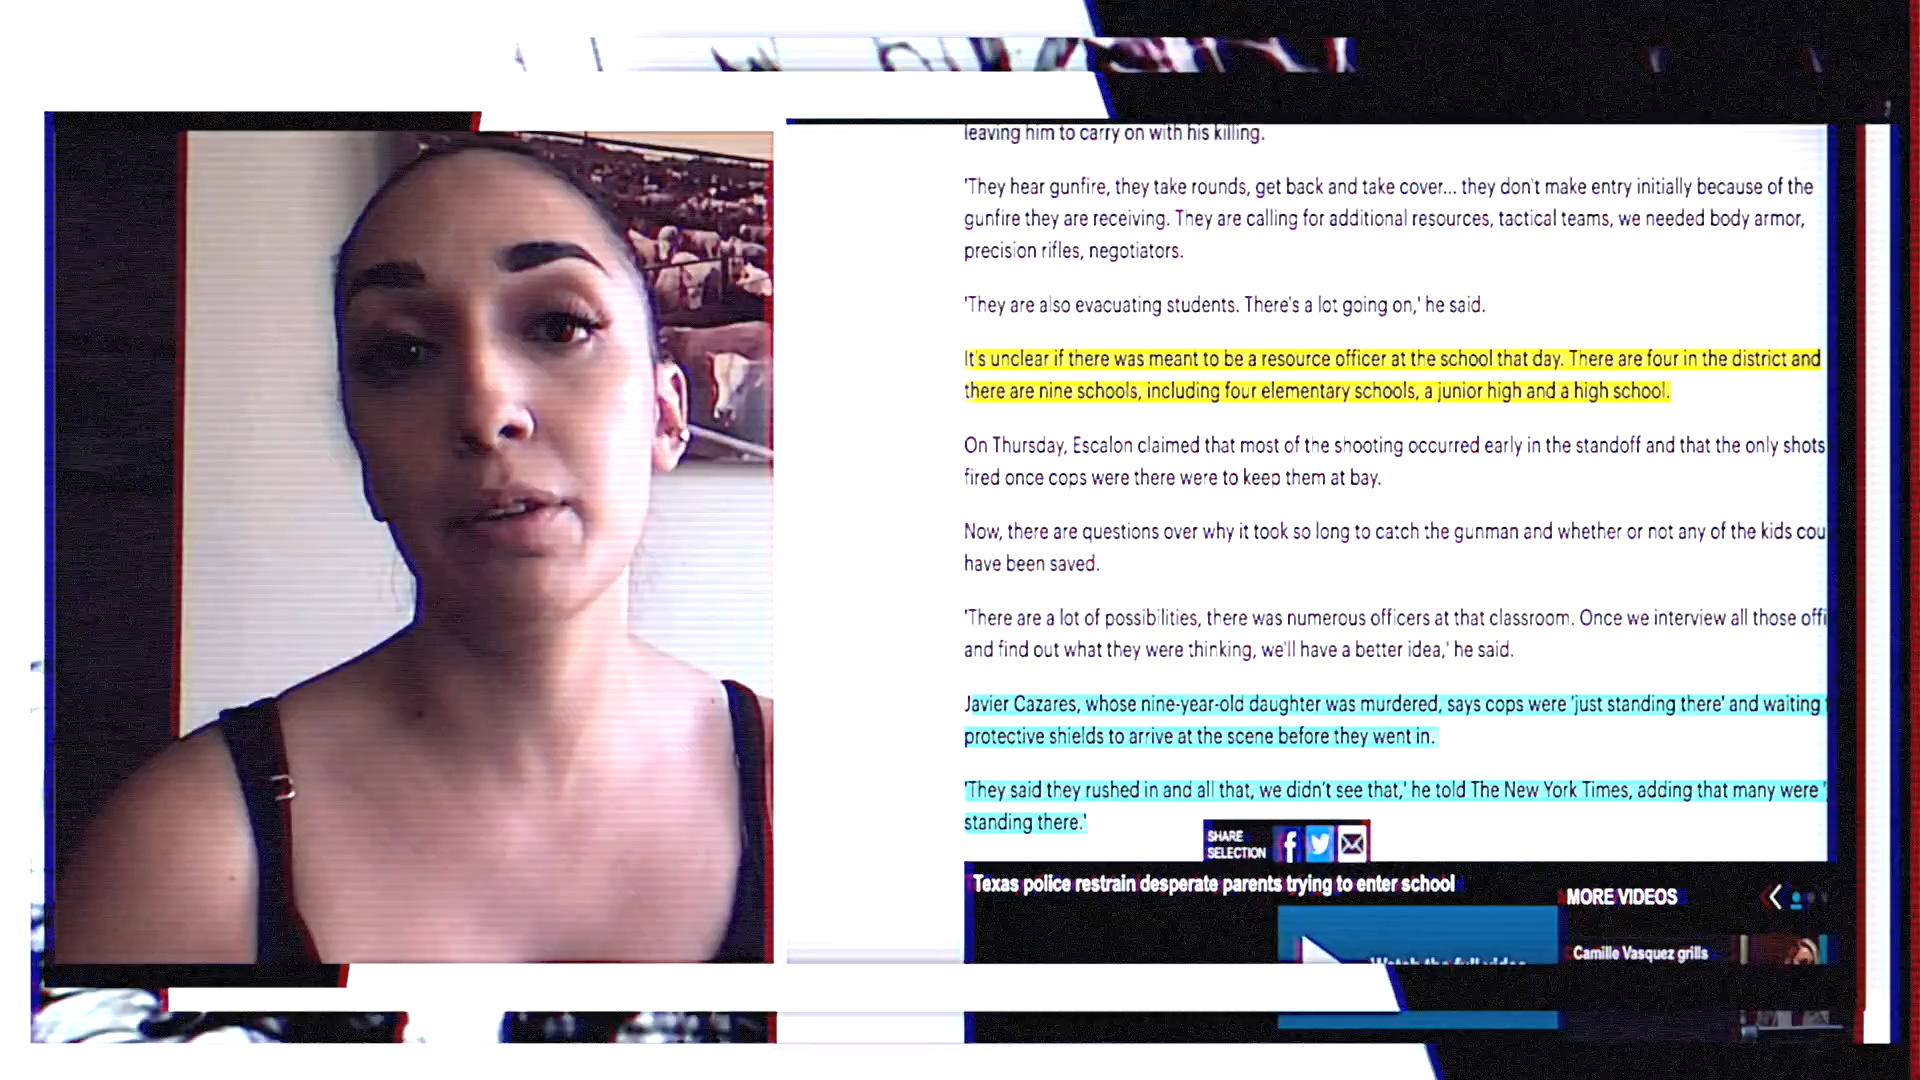 leaving him to carry on with his killing.
'They hear gunfire, they take rounds, get back and take cover... they don't make entry initially because of the
gunfire they are receiving. They are calling for additional resources, tactical teams, we needed body armor,
precision rifles, negotiators.
'They are also evacuating students. There's a lot going on,' he said.
It's unclear if there was meant to be a resource officer at the school that day. There are four in the district and
there are nine schools, including four elementary schools, a junior high and a high school.
On Thursday, Escalon claimed that most of the shooting occurred early in the standoff and that the only shots
fired once cops were there were to keep them at bay.
Now, there are questions over why it took so long to catch the gunman and whether or not any of the kids cou
have been saved.
'There are a lot of possibilities, there was numerous officers at that classroom. Once we interview all those offi
and find out what they were thinking, we'll have a better idea,' he said.
Javier Cazares, whose nine-year-old daughter was murdered, says cops were 'just standing there' and waiting
protective shields to arrive at the scene before they went in.
'They said they rushed in and all that, we didn't see that,' he told The New York Times, adding that many were '
standing there.'
SHARE
SELECTION
Texas police restrain desperate parents trying to enter school
MORE VIDEOS
Watch the full video
Camille Vasquez grills